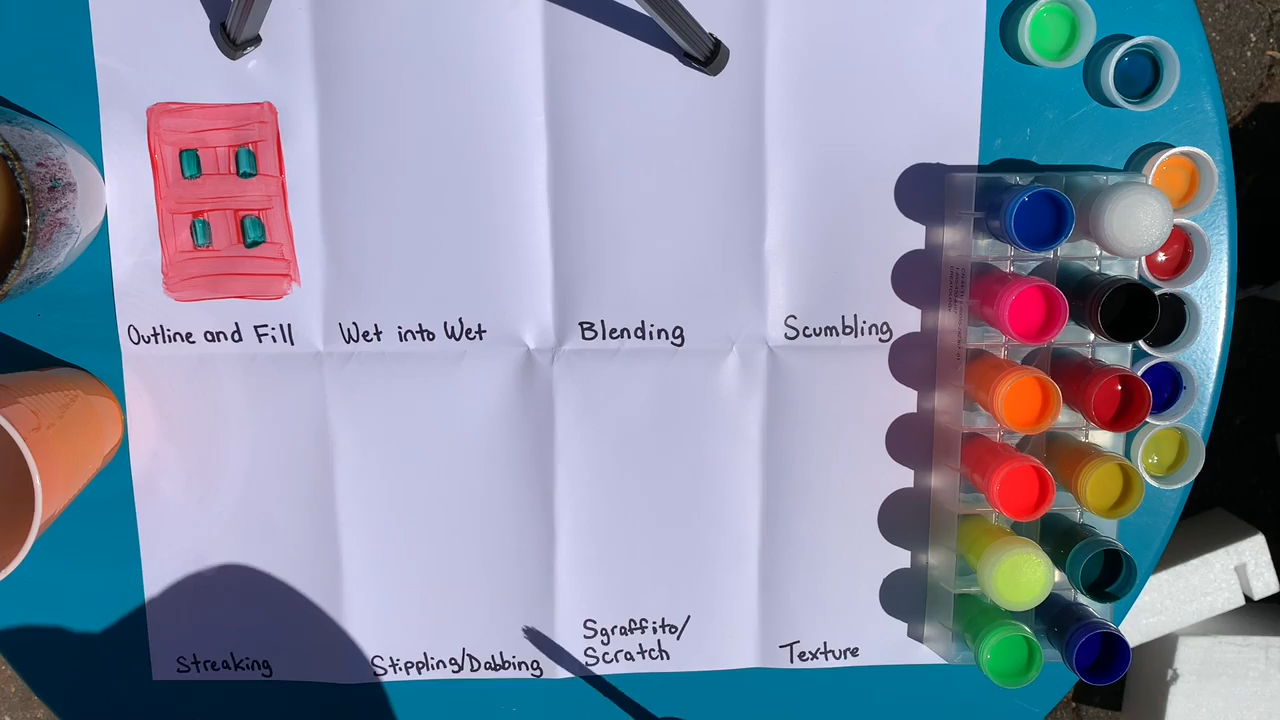 Outline and Fill
Wet into Wet
Blending
Scumbling
Streaking
Stippling/Dabbing
Sgraffito/
Scratch
Texture